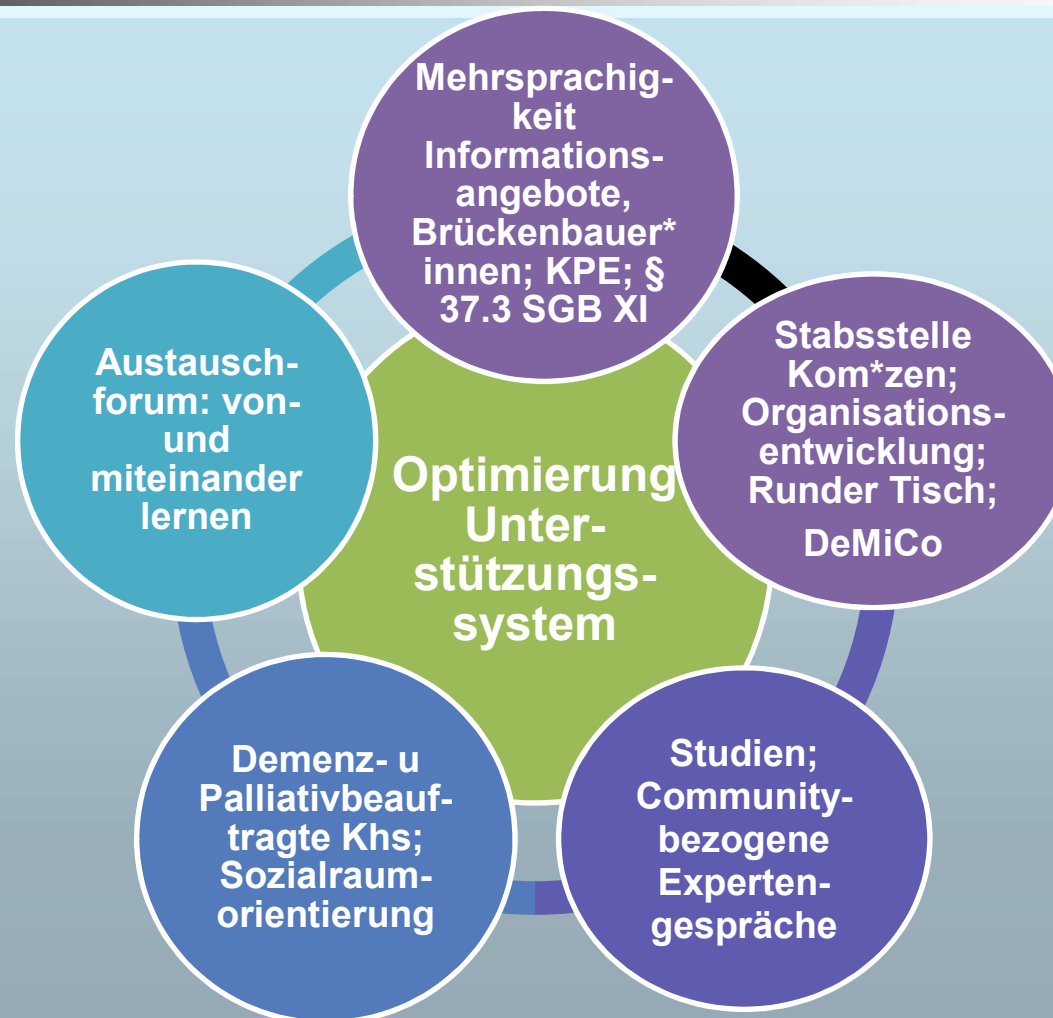 Mehrsprachig-
keit
Informations-
angebote,
Brückenbauer*
innen; KPE; §
37.3 SGB XI
Stabsstelle
Kom*zen;
Organisations-
entwicklung;
Runder Tisch;
DeMiCo
Studien;
Community-
bezogene
Experten-
gespräche
Demenz- u
Palliativbeauf-
tragte Khs;
Sozialraum-
orientierung
Austausch-
forum: von-
und
miteinander
lernen
Optimierung
Unter-
stützungs-
system